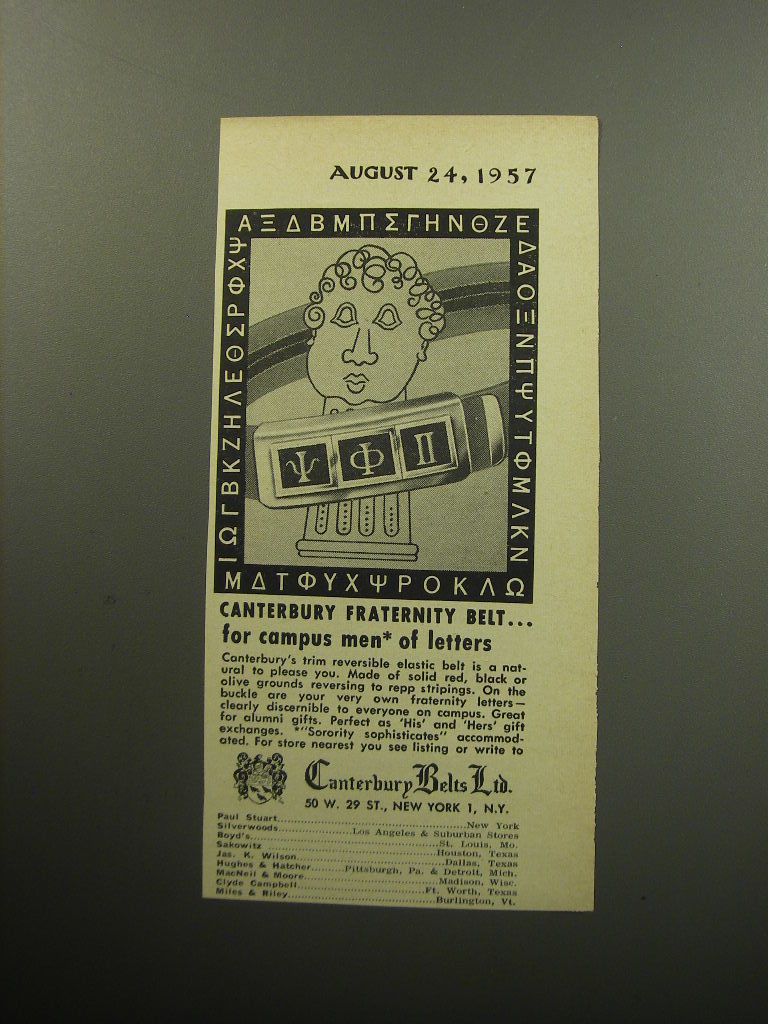 AUGUST 24, 1957
ΑΞΔΒΜΠΣΓΗΝΘΖΕ
ΔΑΟΞΝΠΨΥΤΦΜΛΚΝ
ΙΩΓΒΚΖΗΛΕΘΣΡΦΧΨ
ΨΦΠ
ΜΔΤΦΥΧΨΡΟΚΛΩ
CANTERBURY FRATERNITY BELT...
for campus men* of letters
Canterbury's trim reversible elastic belt is a nat-
ural to please you. Made of solid red, black or
olive grounds reversing to repp stripings. On the
buckle are your very own fraternity letters—
clearly discernible to everyone on campus. Great
for alumni gifts. Perfect as 'His' and 'Hers' gift
exchanges. *"Sorority sophisticates" accommod-
ated. For store nearest you see listing or write to
Canterbury Belts Ltd.
50 W. 29 ST., NEW YORK 1, N.Y.
Paul Stuart....................New York
Silverwoods..........Los Angeles & Suburban Stores
Boyd's....................St. Louis, Mo.
Sakowitz....................Houston, Texas
Jas. K. Wilson....................Dallas, Texas
Hughes & Hatcher........Pittsburgh, Pa. & Detroit, Mich.
MacNeil & Moore....................Madison, Wisc.
Clyde Campbell....................Ft. Worth, Texas
Miles & Riley....................Burlington, Vt.